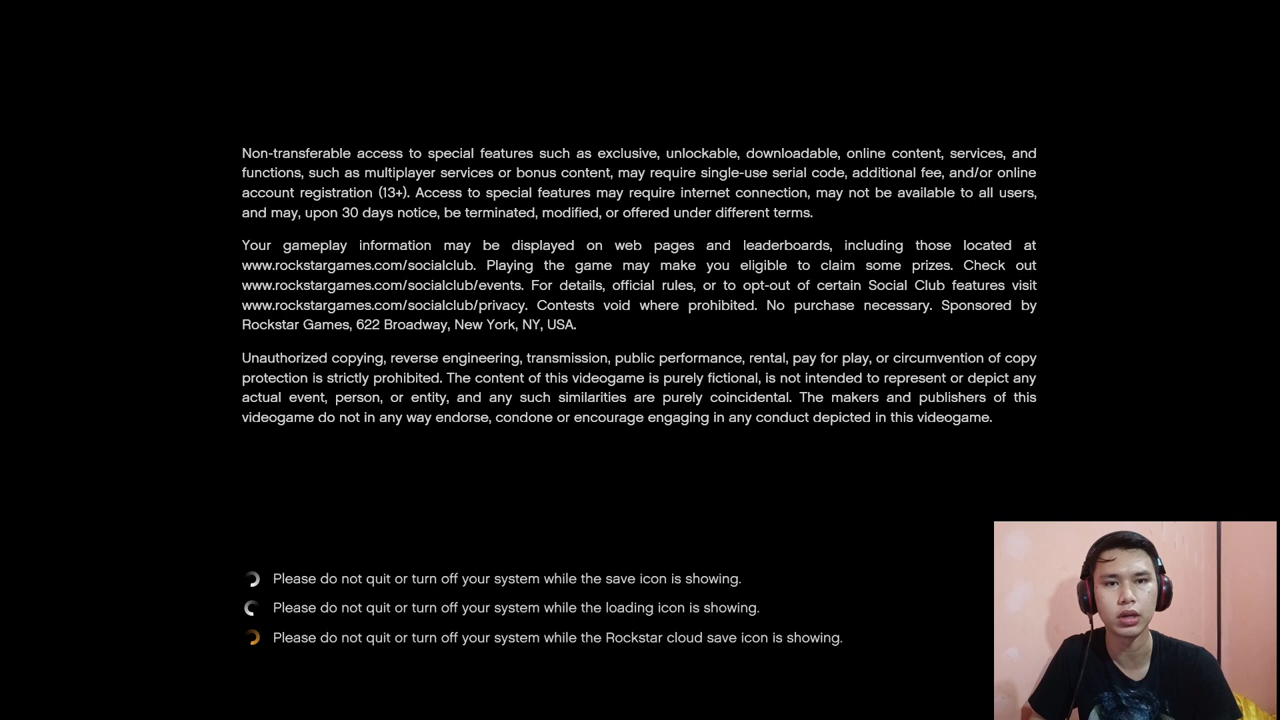 Non-transferable access to special features such as exclusive, unlockable, downloadable, online content, services, and
functions, such as multiplayer services or bonus content, may require single-use serial code, additional fee, and/or online
account registration (13+). Access to special features may require internet connection, may not be available to all users,
and may, upon 30 days notice, be terminated, modified, or offered under different terms.
Your gameplay information may be displayed on web pages and leaderboards, including those located at
www.rockstargames.com/socialclub. Playing the game may make you eligible to claim some prizes. Check out
www.rockstargames.com/socialclub/events. For details, official rules, or to opt-out of certain Social Club features visit
www.rockstargames.com/socialclub/privacy. Contests void where prohibited. No purchase necessary. Sponsored by
Rockstar Games, 622 Broadway, New York, NY, USA.
Unauthorized copying, reverse engineering, transmission, public performance, rental, pay for play, or circumvention of copy
protection is strictly prohibited. The content of this videogame is purely fictional, is not intended to represent or depict any
actual event, person, or entity, and any such similarities are purely coincidental. The makers and publishers of this
videogame do not in any way endorse, condone or encourage engaging in any conduct depicted in this videogame.
Please do not quit or turn off your system while the save icon is showing.
Please do not quit or turn off your system while the loading icon is showing.
Please do not quit or turn off your system while the Rockstar cloud save icon is showing.